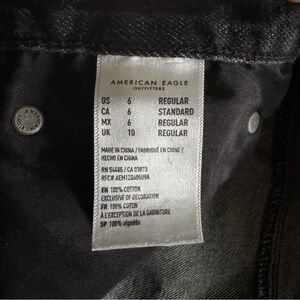 AMERICAN EAGLE
OUTFITTERS
US 6 REGULAR
CA 6 STANDARD
MX 6 REGULAR
UK 10 REGULAR
MADE IN CHINA / FABRIQUÉ EN CHINE /
HECHO EN CHINA
RN 54485 / CA 03873
EN 100% COTTON
EXCLUSIVE OF DECORATION
FR 100% COTON
À L'EXCEPTION DE LA GARNITURE
SP 100% algodón